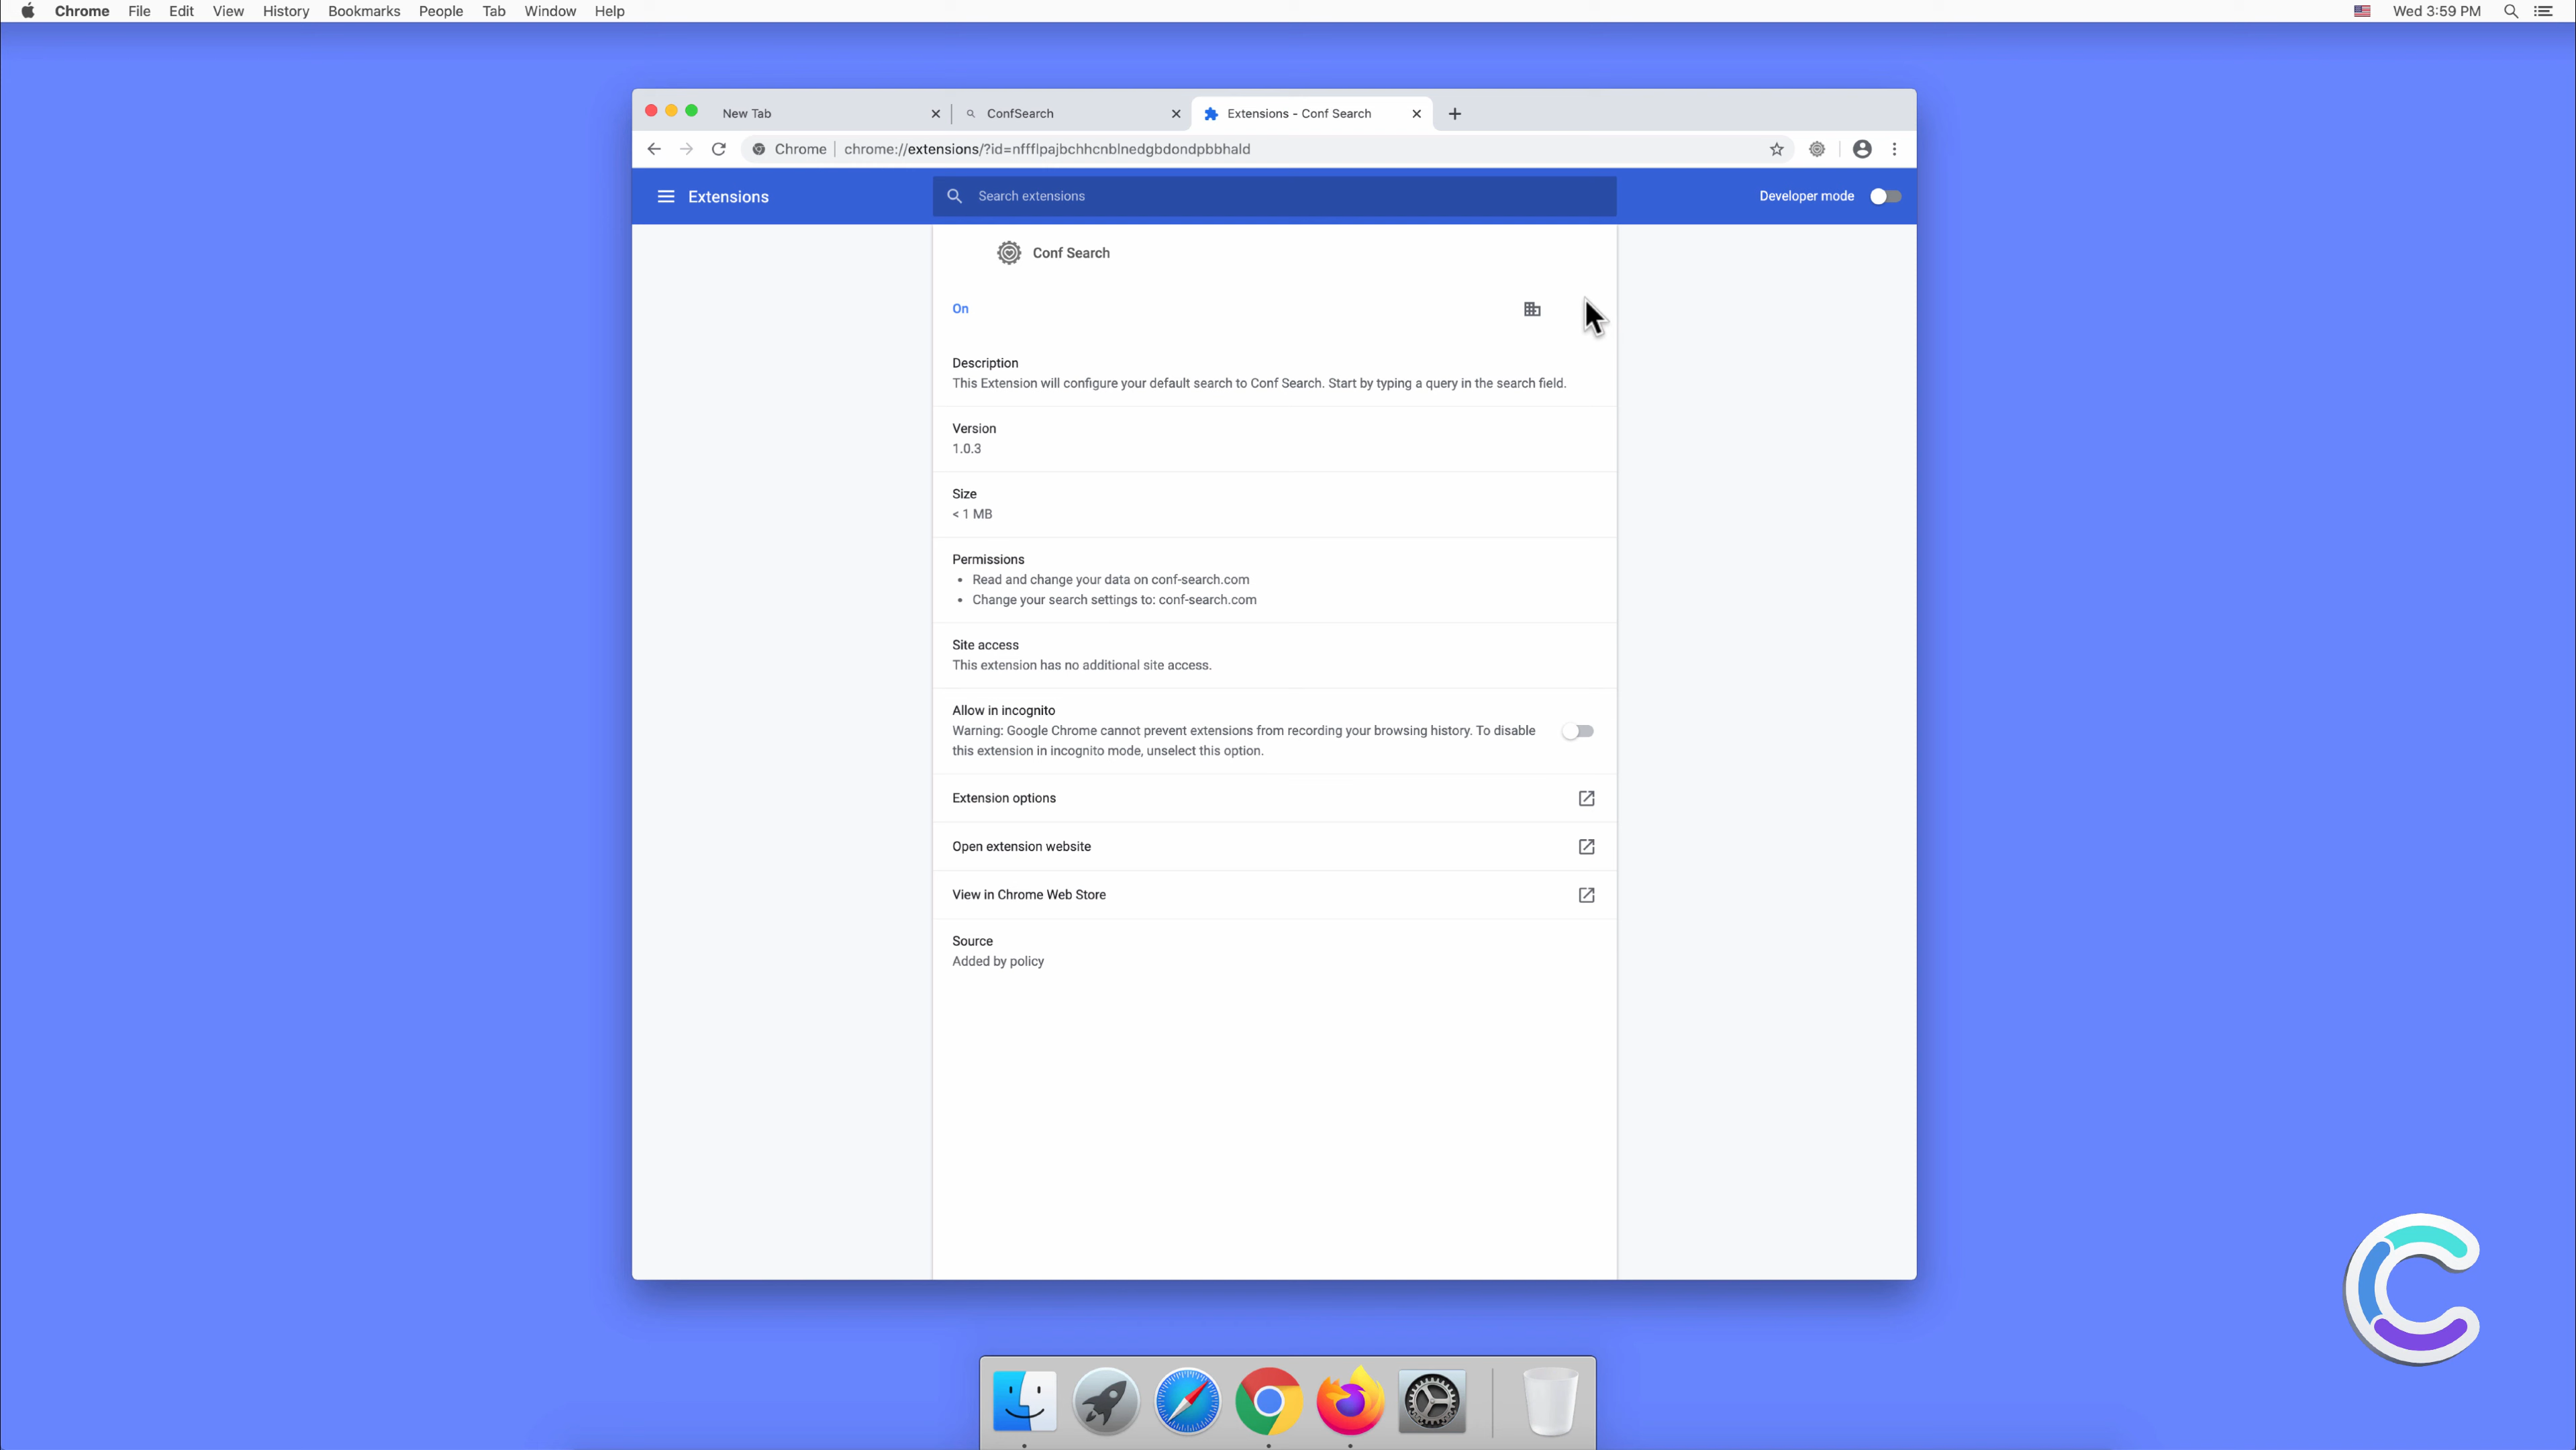 Chrome File Edit View History Bookmarks People Tab Window Help Wed 3:59 PM
New Tab ConfSearch Extensions - Conf Search
Chrome chrome://extensions/?id=nffflpajbchhcnblnedgbdondpbbhald
Extensions Search extensions Developer mode
Conf Search
On
Description
This Extension will configure your default search to Conf Search. Start by typing a query in the search field.
Version
1.0.3
Size
< 1 MB
Permissions
• Read and change your data on conf-search.com
• Change your search settings to: conf-search.com
Site access
This extension has no additional site access.
Allow in incognito
Warning: Google Chrome cannot prevent extensions from recording your browsing history. To disable
this extension in incognito mode, unselect this option.
Extension options
Open extension website
View in Chrome Web Store
Source
Added by policy